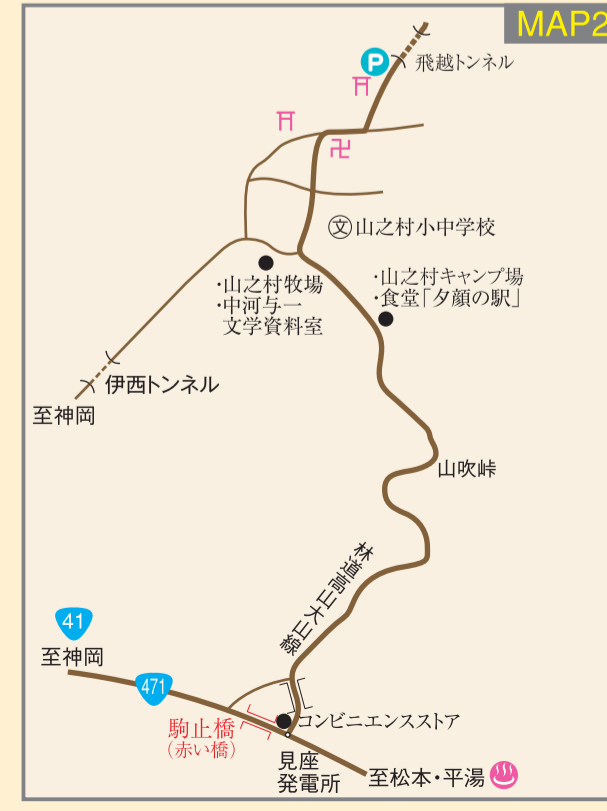 MAP2
P
飛越トンネル
文山之村小中学校
・山之村牧場
・中河与一
文学資料室
・山之村キャンプ場
・食堂「夕顔の駅」
伊西トンネル
至神岡
山吹峠
林道高山大山線
41
至神岡
471
駒止橋
(赤い橋)
コンビニエンスストア
見座
発電所
至松本・平湯